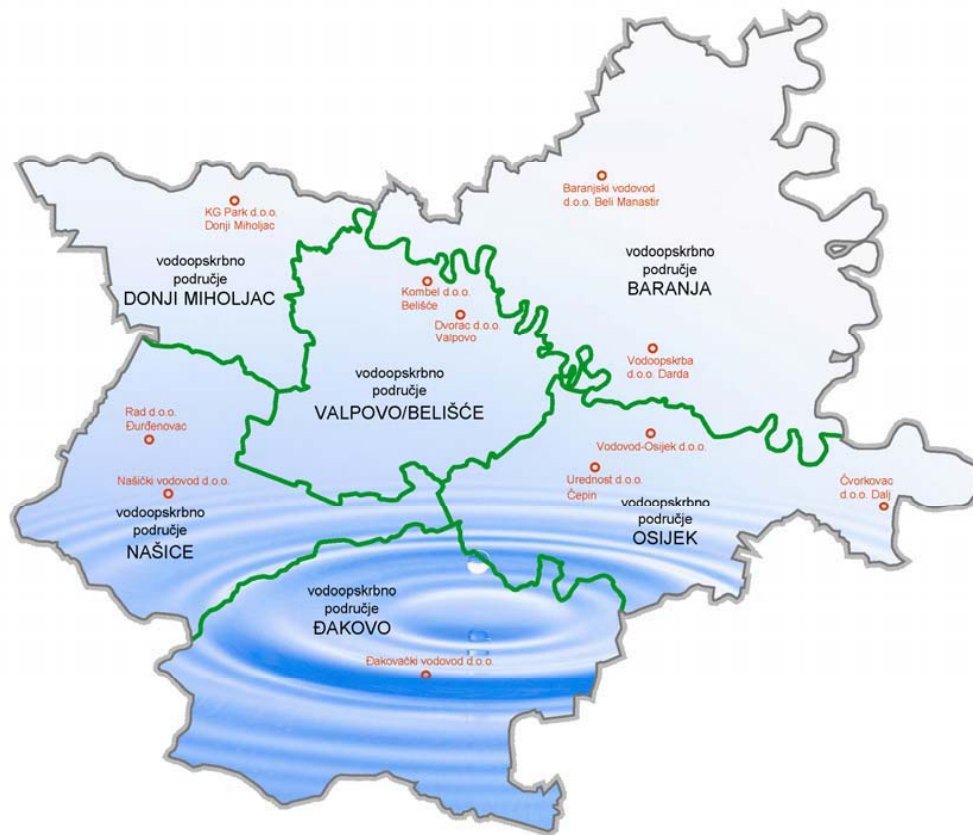 Baranjski vodovod
d.o.o. Beli Manastir
KG Park d.o.o.
Donji Miholjac
vodoopskrbno
područje
DONJI MIHOLJAC
vodoopskrbno
područje
BARANJA
Kombel d.o.o.
Belišće
Dvorac d.o.o.
Valpovo
Vodoopskrba
d.o.o. Darda
vodoopskrbno
područje
VALPOVO/BELIŠĆE
Rad d.o.o.
Đurđenovac
Vodovod-Osijek d.o.o.
Našički vodovod d.o.o.
Urednost d.o.o.
Čepin
Čvorkovac
d.o.o. Dalj
vodoopskrbno
područje
NAŠICE
vodoopskrbno
područje
OSIJEK
vodoopskrbno
područje
ĐAKOVO
Đakovački vodovod d.o.o.